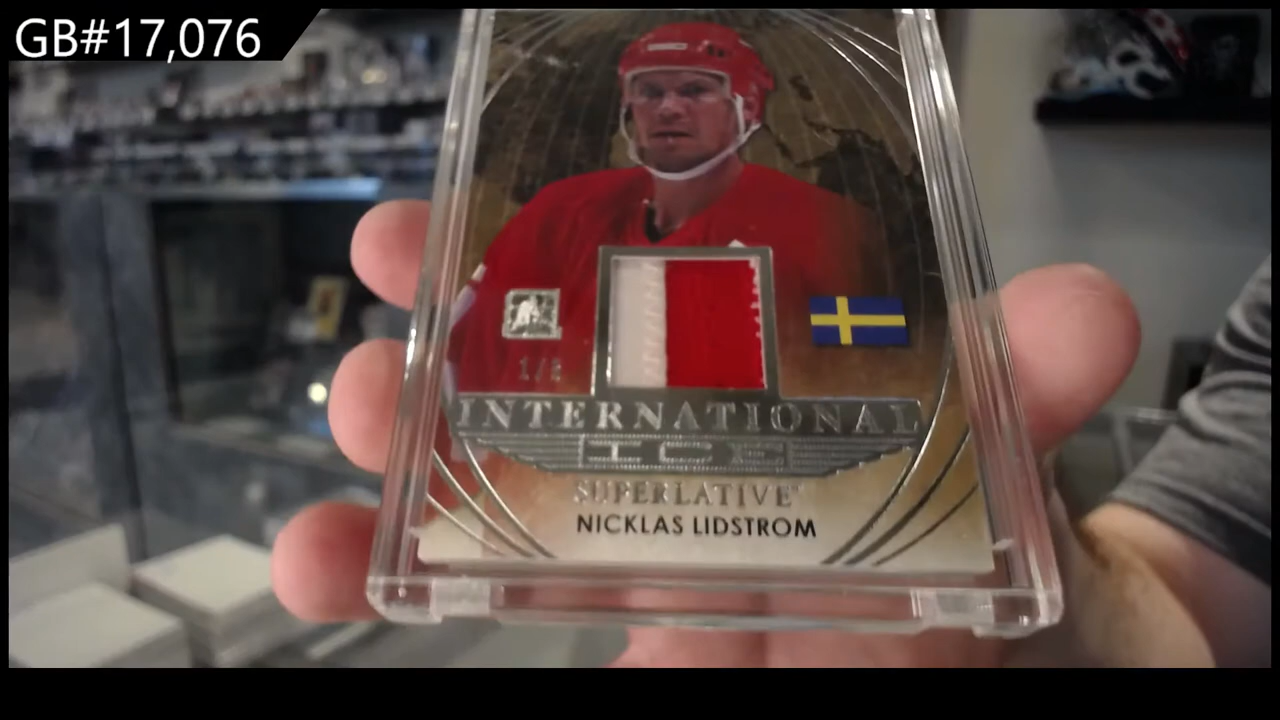 GB#17,076
INTERNATIONAL
ICE
SUPERLATIVE
NICKLAS LIDSTROM